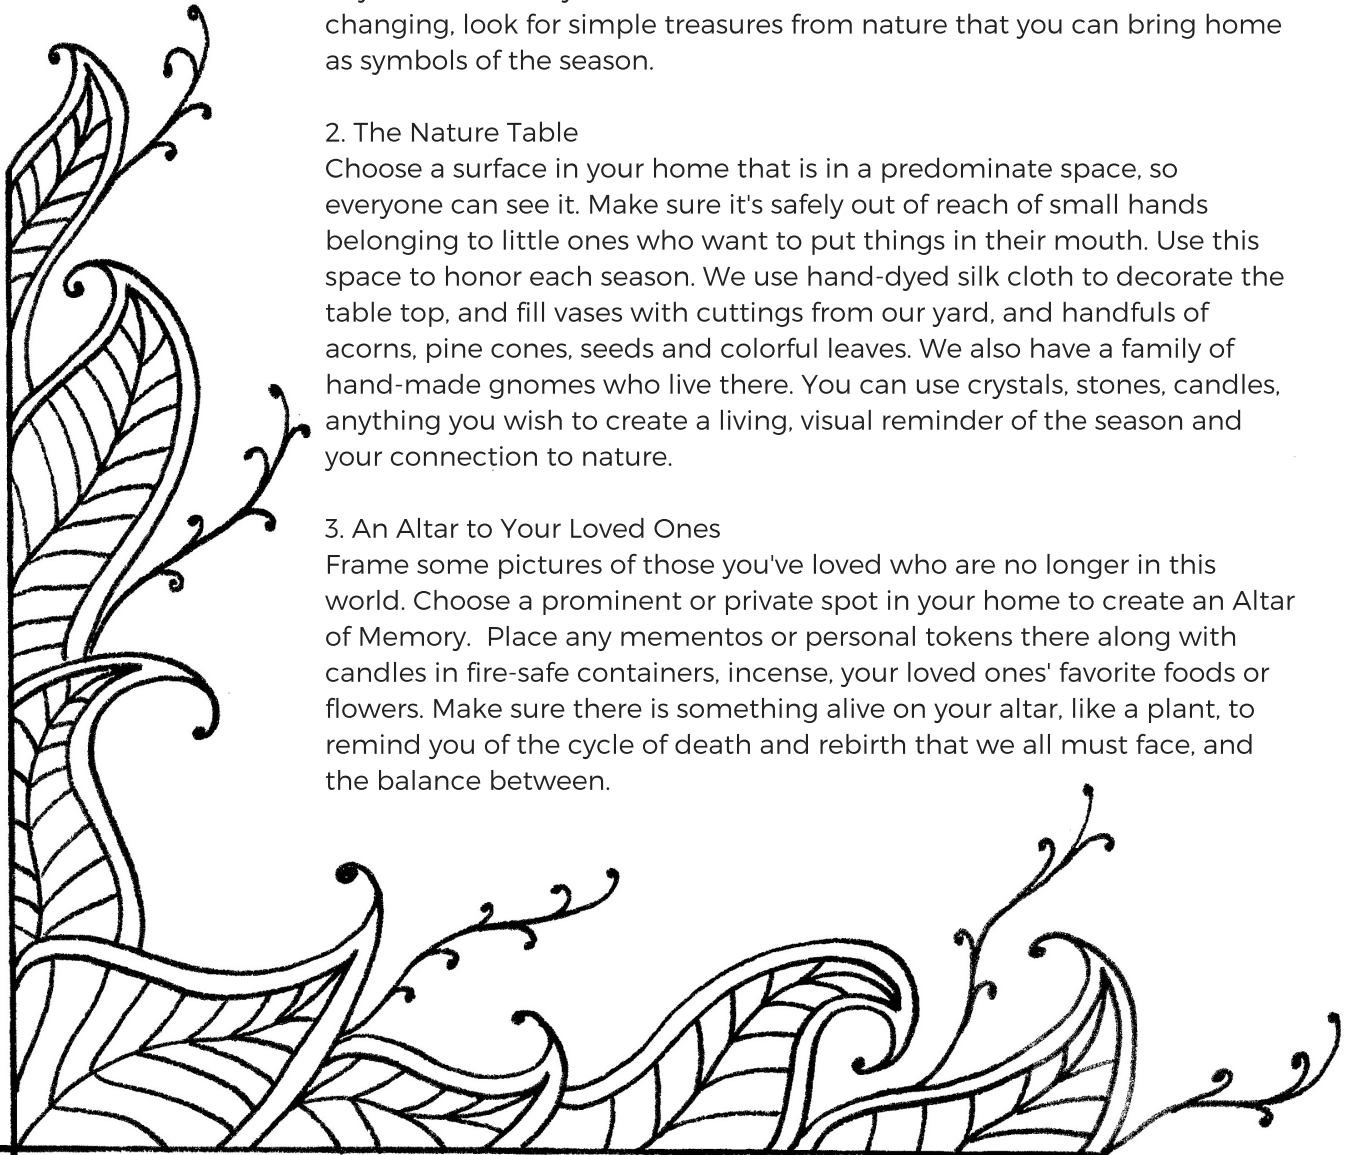 changing, look for simple treasures from nature that you can bring home
as symbols of the season.
2. The Nature Table
Choose a surface in your home that is in a predominate space, so
everyone can see it. Make sure it's safely out of reach of small hands
belonging to little ones who want to put things in their mouth. Use this
space to honor each season. We use hand-dyed silk cloth to decorate the
table top, and fill vases with cuttings from our yard, and handfuls of
acorns, pine cones, seeds and colorful leaves. We also have a family of
hand-made gnomes who live there. You can use crystals, stones, candles,
anything you wish to create a living, visual reminder of the season and
your connection to nature.
3. An Altar to Your Loved Ones
Frame some pictures of those you've loved who are no longer in this
world. Choose a prominent or private spot in your home to create an Altar
of Memory.  Place any mementos or personal tokens there along with
candles in fire-safe containers, incense, your loved ones' favorite foods or
flowers. Make sure there is something alive on your altar, like a plant, to
remind you of the cycle of death and rebirth that we all must face, and
the balance between.